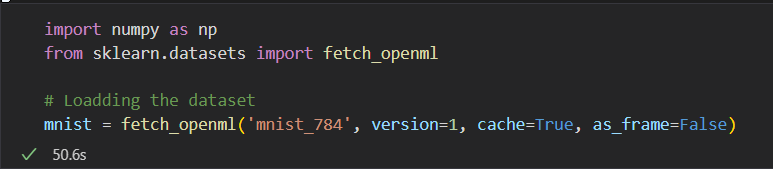 import numpy as np
from sklearn.datasets import fetch_openml
# Loadding the dataset
mnist = fetch_openml('mnist_784', version=1, cache=True, as_frame=False)
✓ 50.6s